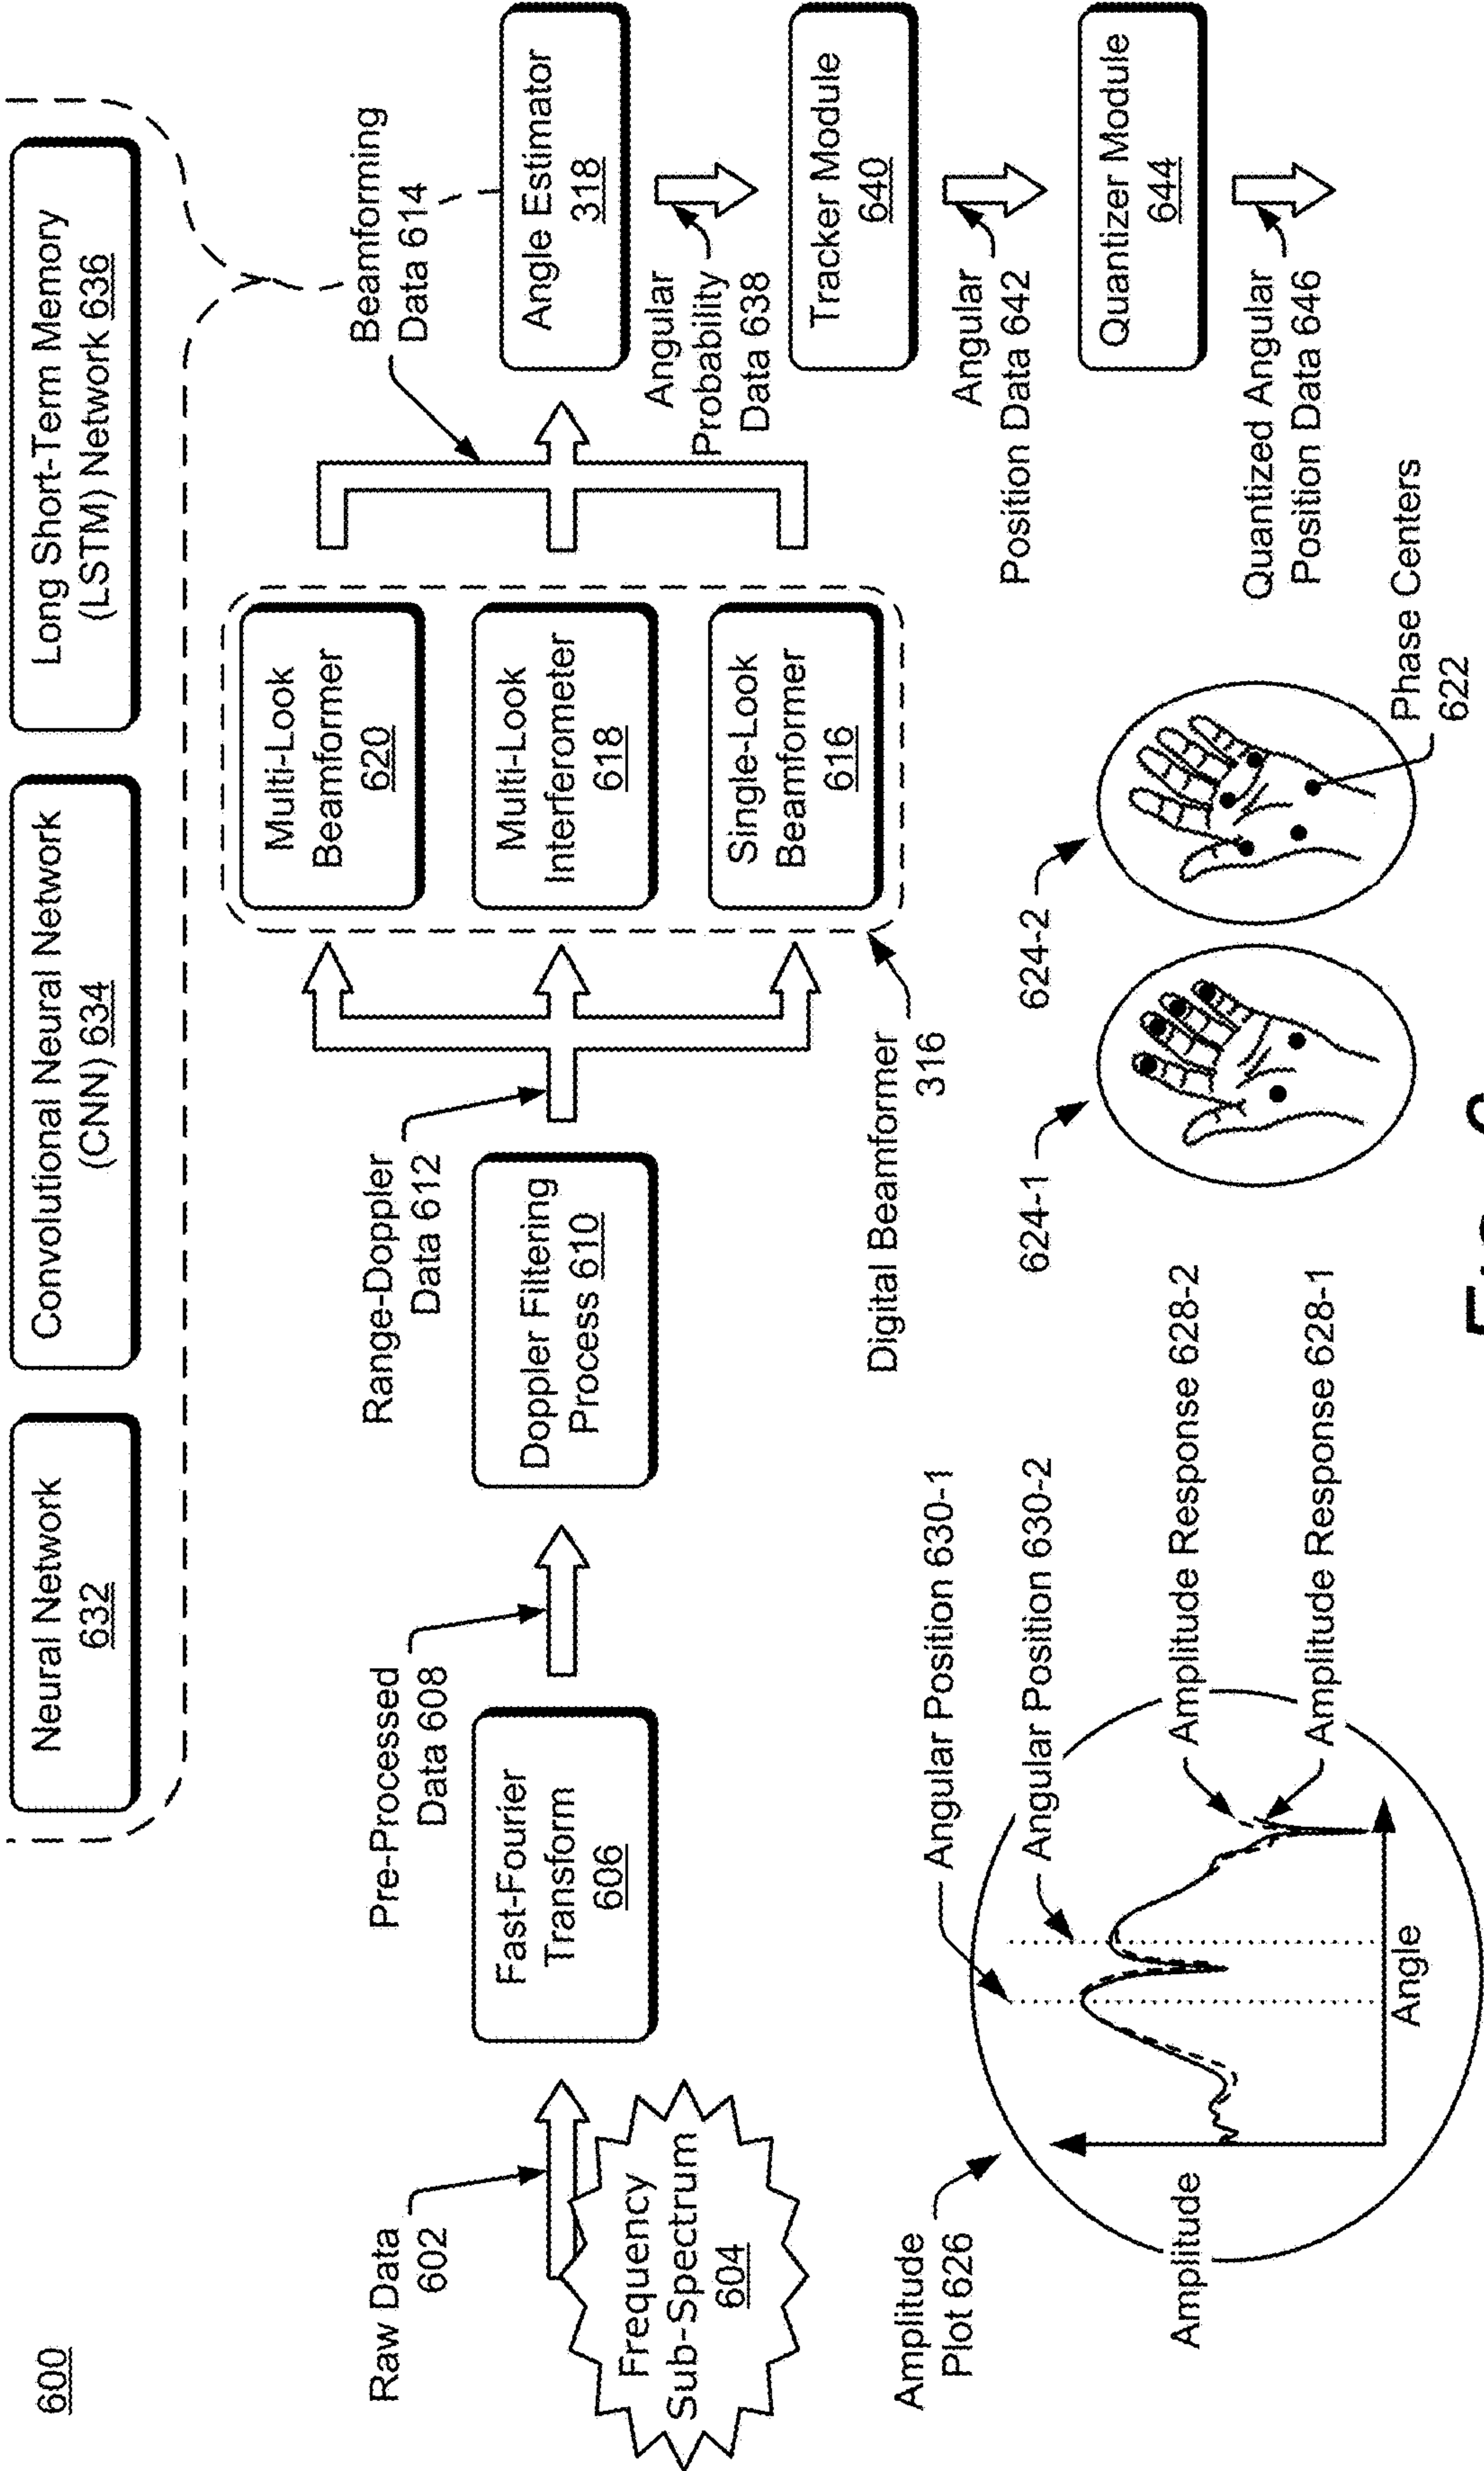 600
Neural Network
632
Convolutional Neural Network
(CNN) 634
Long Short-Term Memory
(LSTM) Network 636
Raw Data
602
Frequency
Sub-Spectrum
604
Fast-Fourier
Transform
606
Pre-Processed
Data 608
Doppler Filtering
Process 610
Range-Doppler
Data 612
Multi-Look
Beamformer
620
Multi-Look
Interferometer
618
Single-Look
Beamformer
616
Digital Beamformer
316
Beamforming
Data 614
Angle Estimator
318
Angular
Probability
Data 638
Tracker Module
640
Angular
Position Data 642
Quantizer Module
644
Quantized Angular
Position Data 646
Amplitude
Plot 626
Amplitude
Angle
Angular Position 630-1
Angular Position 630-2
Amplitude Response 628-2
Amplitude Response 628-1
624-1
624-2
Phase Centers
622